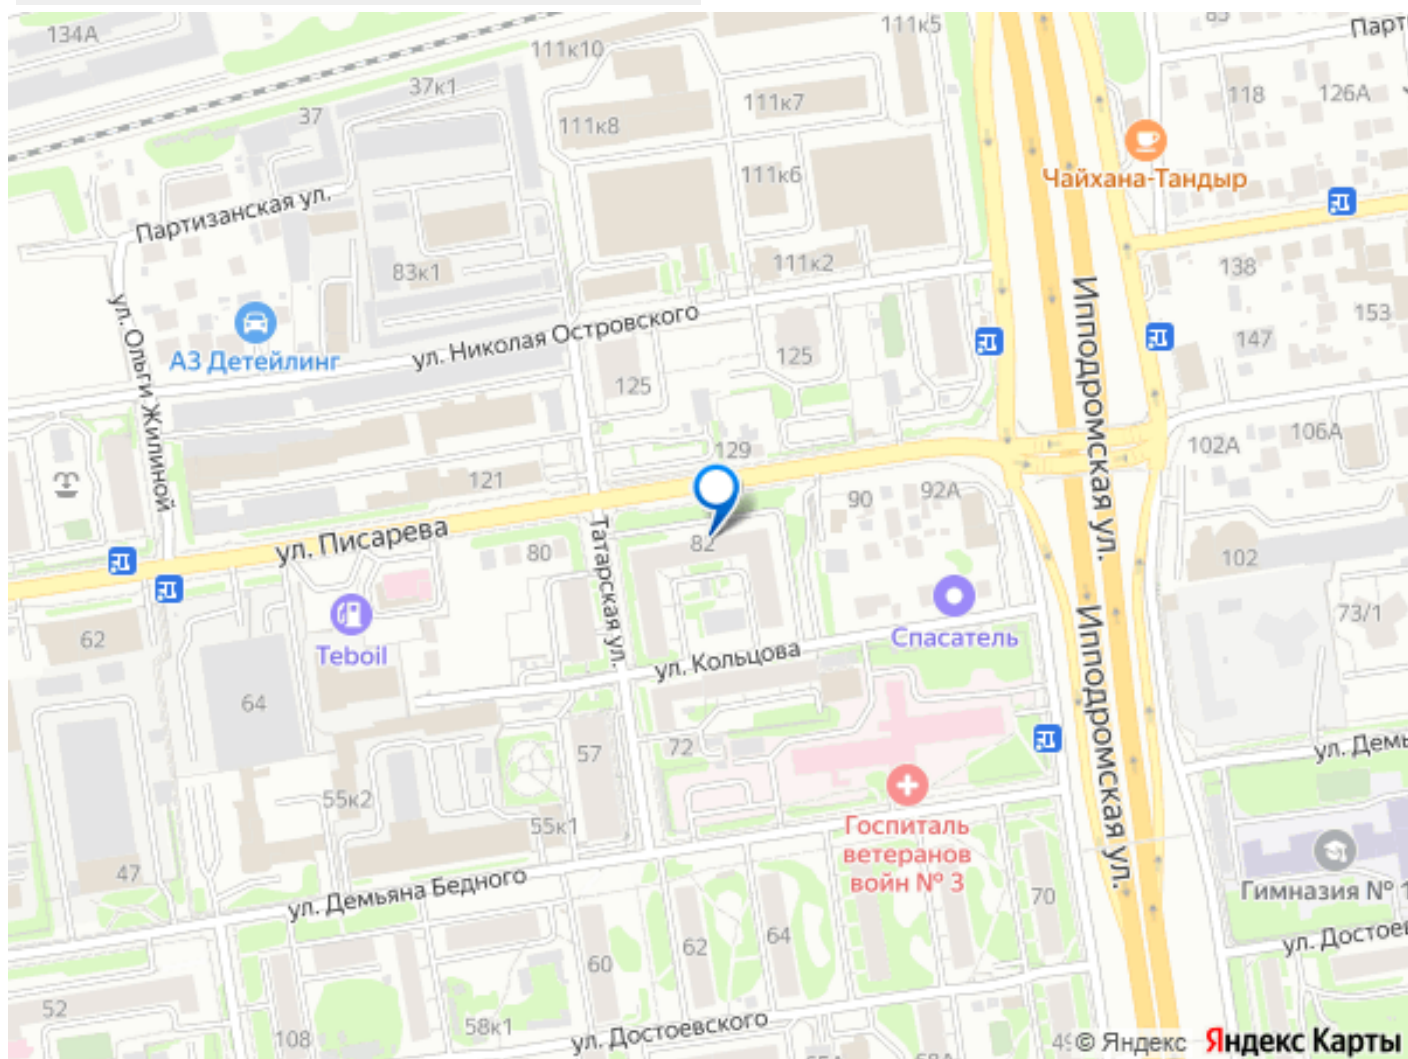 134А
111к10
111к5
85
Парт
37к1
37
111к8
111к7
118
126А
111к6
Чайхана-Тандыр
Партизанская ул.
83к1
111к2
138
153
147
ул. Ольги Жилиной
АЗ Детейлинг
ул. Николая Островского
125
125
Ипподромская ул.
129
102А
106А
121
90
92А
ул. Писарева
80
82
102
Татарская ул.
62
Teboil
Спасатель
73/1
ул. Кольцова
64
72
57
Ипподромская ул.
ул. Демь
55к2
55к1
Госпиталь
ветеранов
войн № 3
47
ул. Демьяна Бедного
Гимназия № 1
70
62
64
60
ул. Достоев
52
108
58к1
ул. Достоевского
© Яндекс
Яндекс Карты